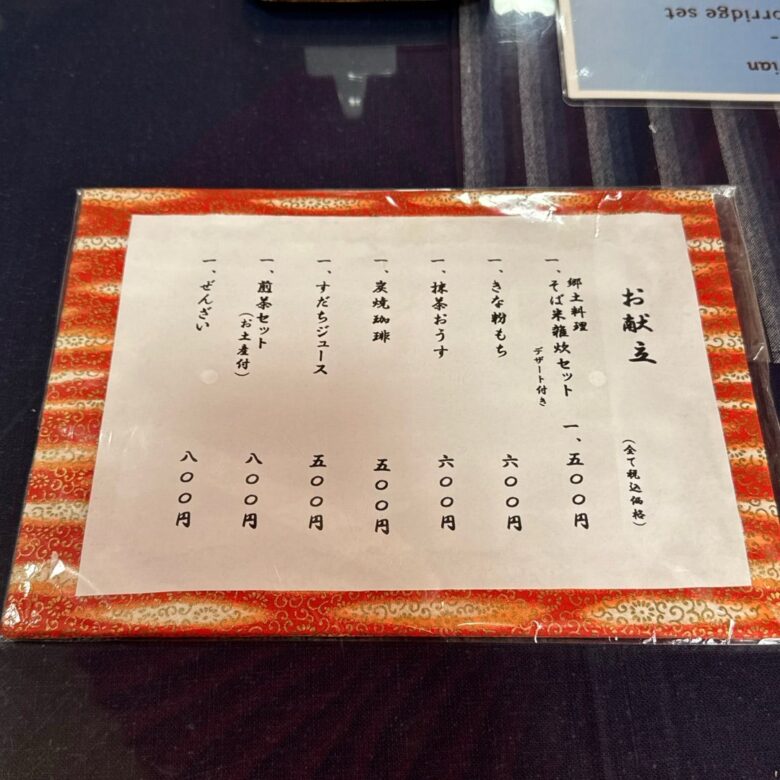 お献立
(全て税込価格)
郷土料理
一、そば米雑炊セット
デザート付き
一、五〇〇円
一、きな粉もち
六〇〇円
一、抹茶おうす
六〇〇円
一、炭焼珈琲
五〇〇円
一、すだちジュース
五〇〇円
一、煎茶セット
(お土産付)
八〇〇円
一、ぜんざい
八〇〇円
ridge set
-
ian